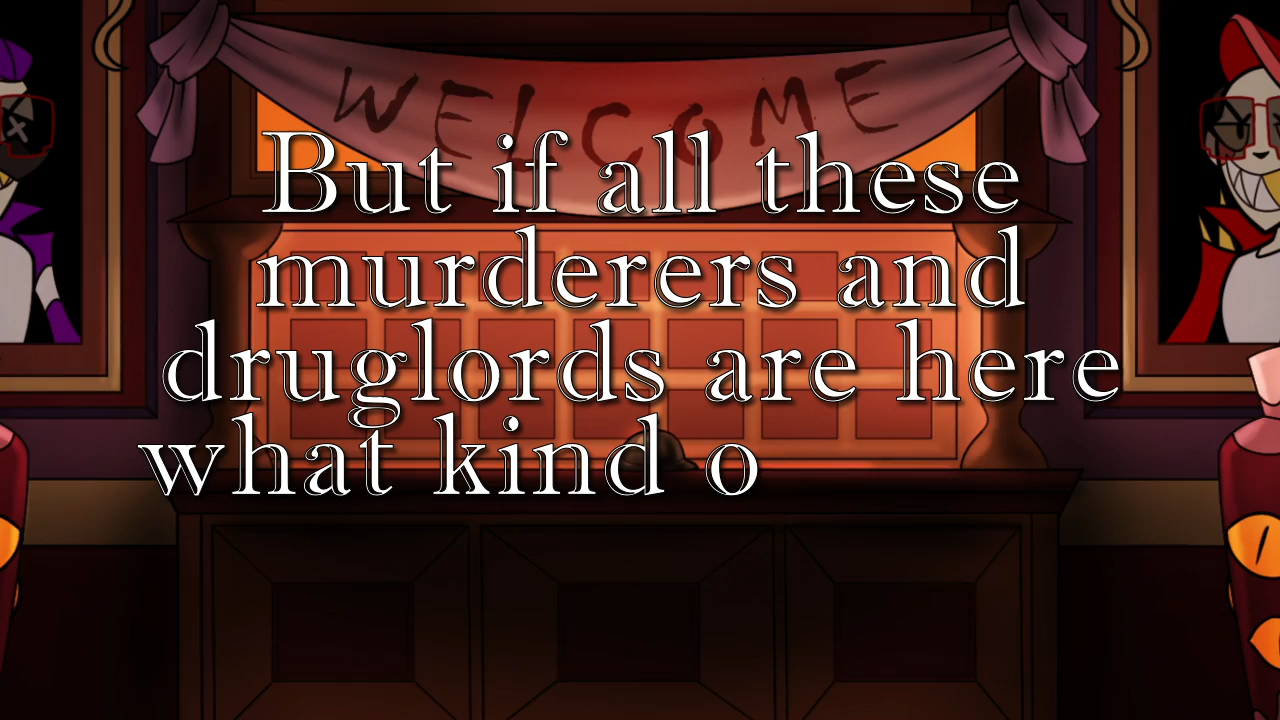 WELCOME
But if all these
murderers and
druglords are here
what kind o